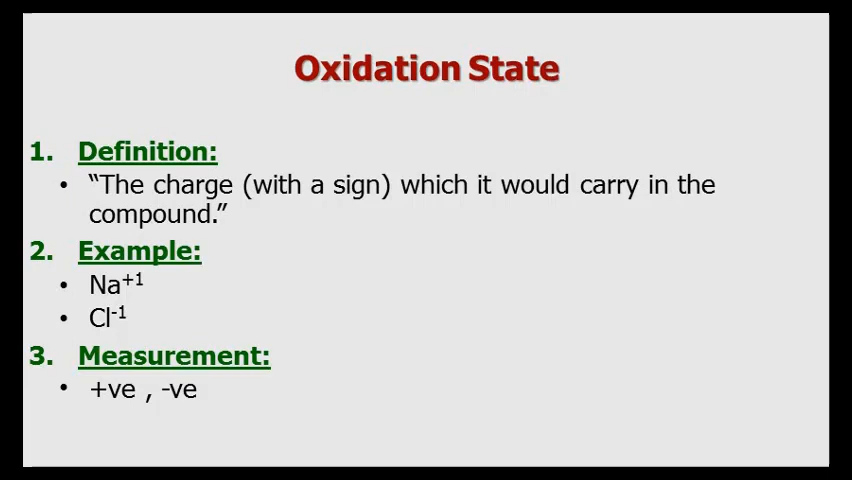 Oxidation State
1. Definition:
• “The charge (with a sign) which it would carry in the
compound.”
2. Example:
• Na⁺¹
• Cl⁻¹
3. Measurement:
• +ve , -ve